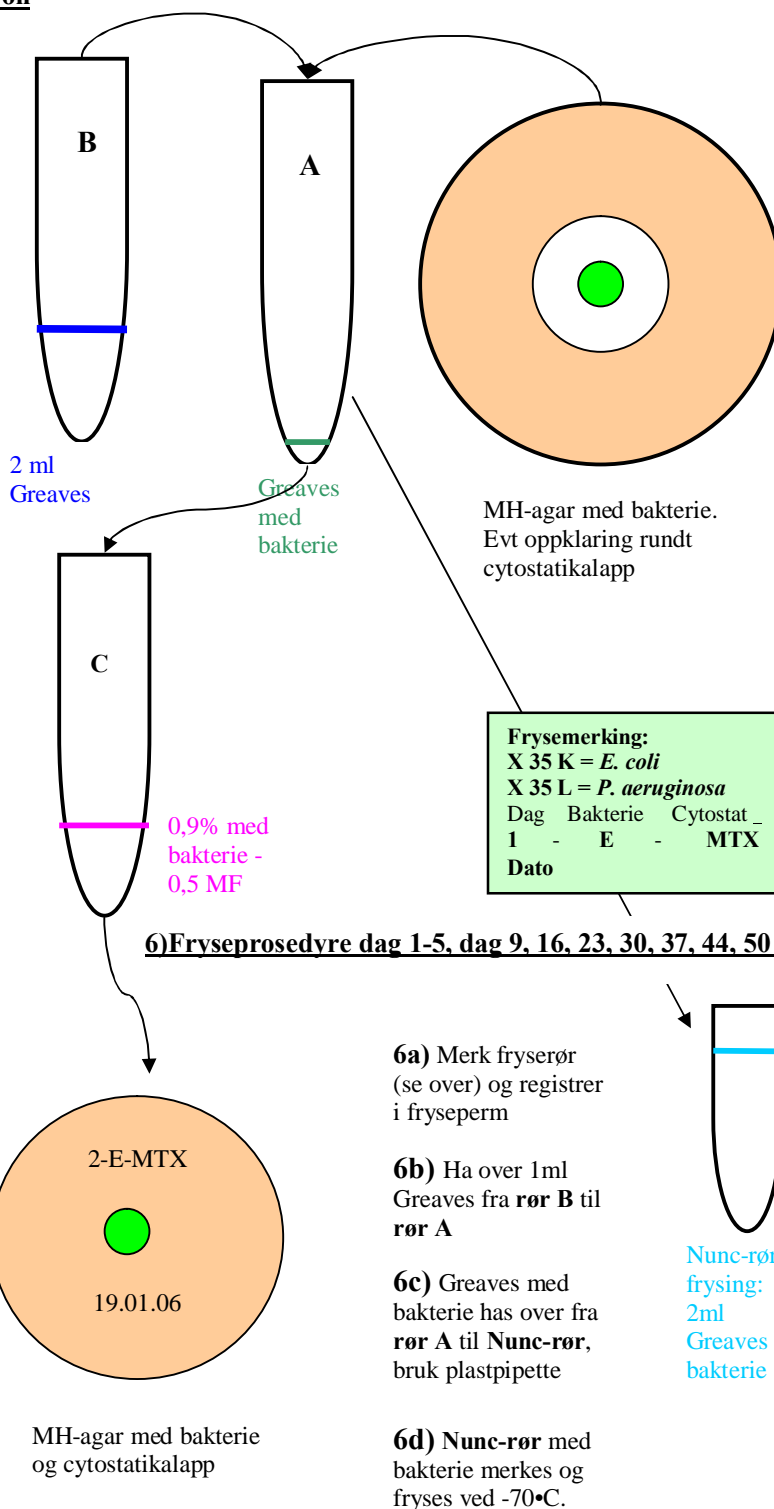 B
A
2 ml
Greaves
Greaves
med
bakterie
MH-agar med bakterie.
Evt oppklaring rundt
cytostatikalapp
C
0,9% med
bakterie -
0,5 MF
Frysemerking:
X 35 K = E. coli
X 35 L = P. aeruginosa
Dag Bakterie Cytostat _
1 - E - MTX
Dato
6)Fryseprosedyre dag 1-5, dag 9, 16, 23, 30, 37, 44, 50
2-E-MTX
19.01.06
MH-agar med bakterie
og cytostatikalapp
6a) Merk fryserør
(se over) og registrer
i fryseperm
6b) Ha over 1ml
Greaves fra rør B til
rør A
6c) Greaves med
bakterie has over fra
rør A til Nunc-rør,
bruk plastpipette
6d) Nunc-rør med
bakterie merkes og
fryses ved -70•C.
Nunc-rør
frysing:
2ml
Greaves
bakterie